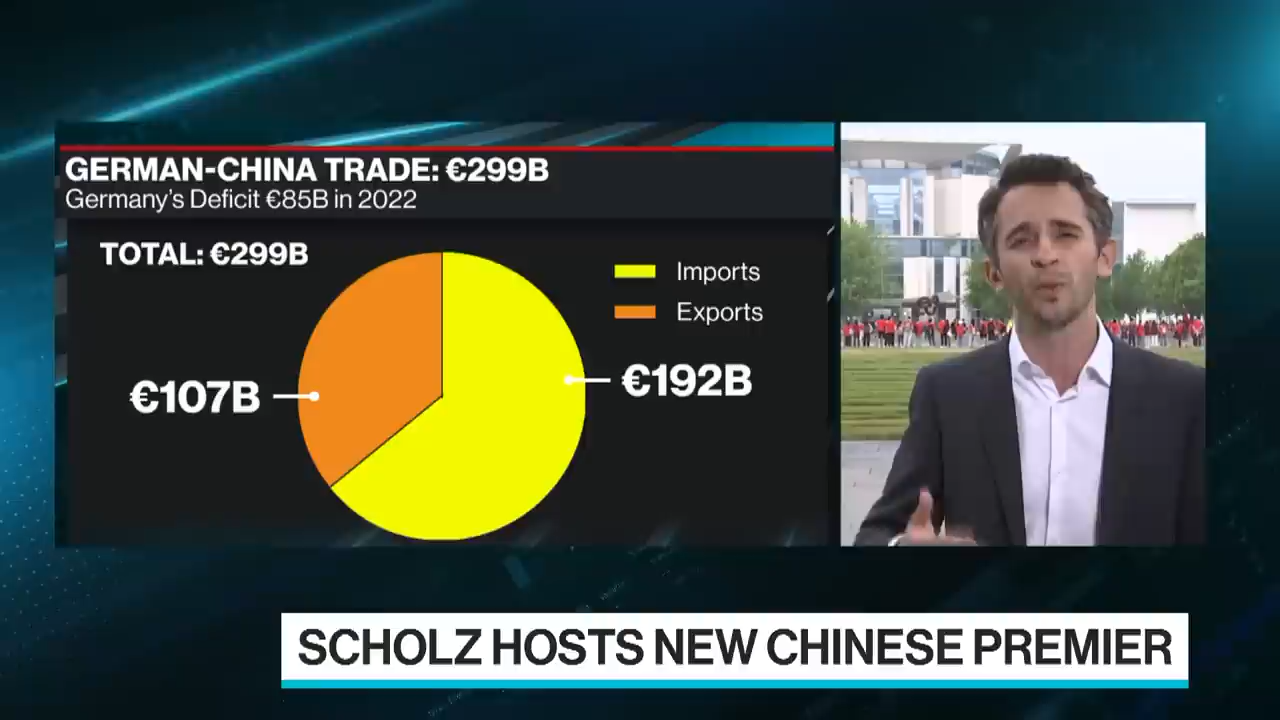 GERMAN-CHINA TRADE: €299B
Germany's Deficit €85B in 2022
TOTAL: €299B
Imports
Exports
€107B
€192B
SCHOLZ HOSTS NEW CHINESE PREMIER